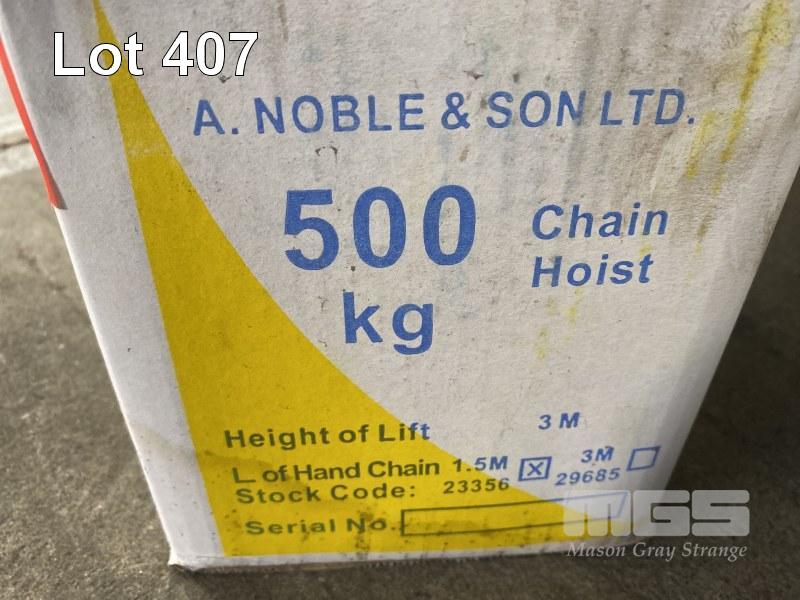 Lot 407
A. NOBLE & SON LTD.
500 kg
Chain Hoist
Height of Lift 3 M
L of Hand Chain 1.5M X 3M
Stock Code: 23356 29685
Serial No.
MGS
Mason Gray Strange